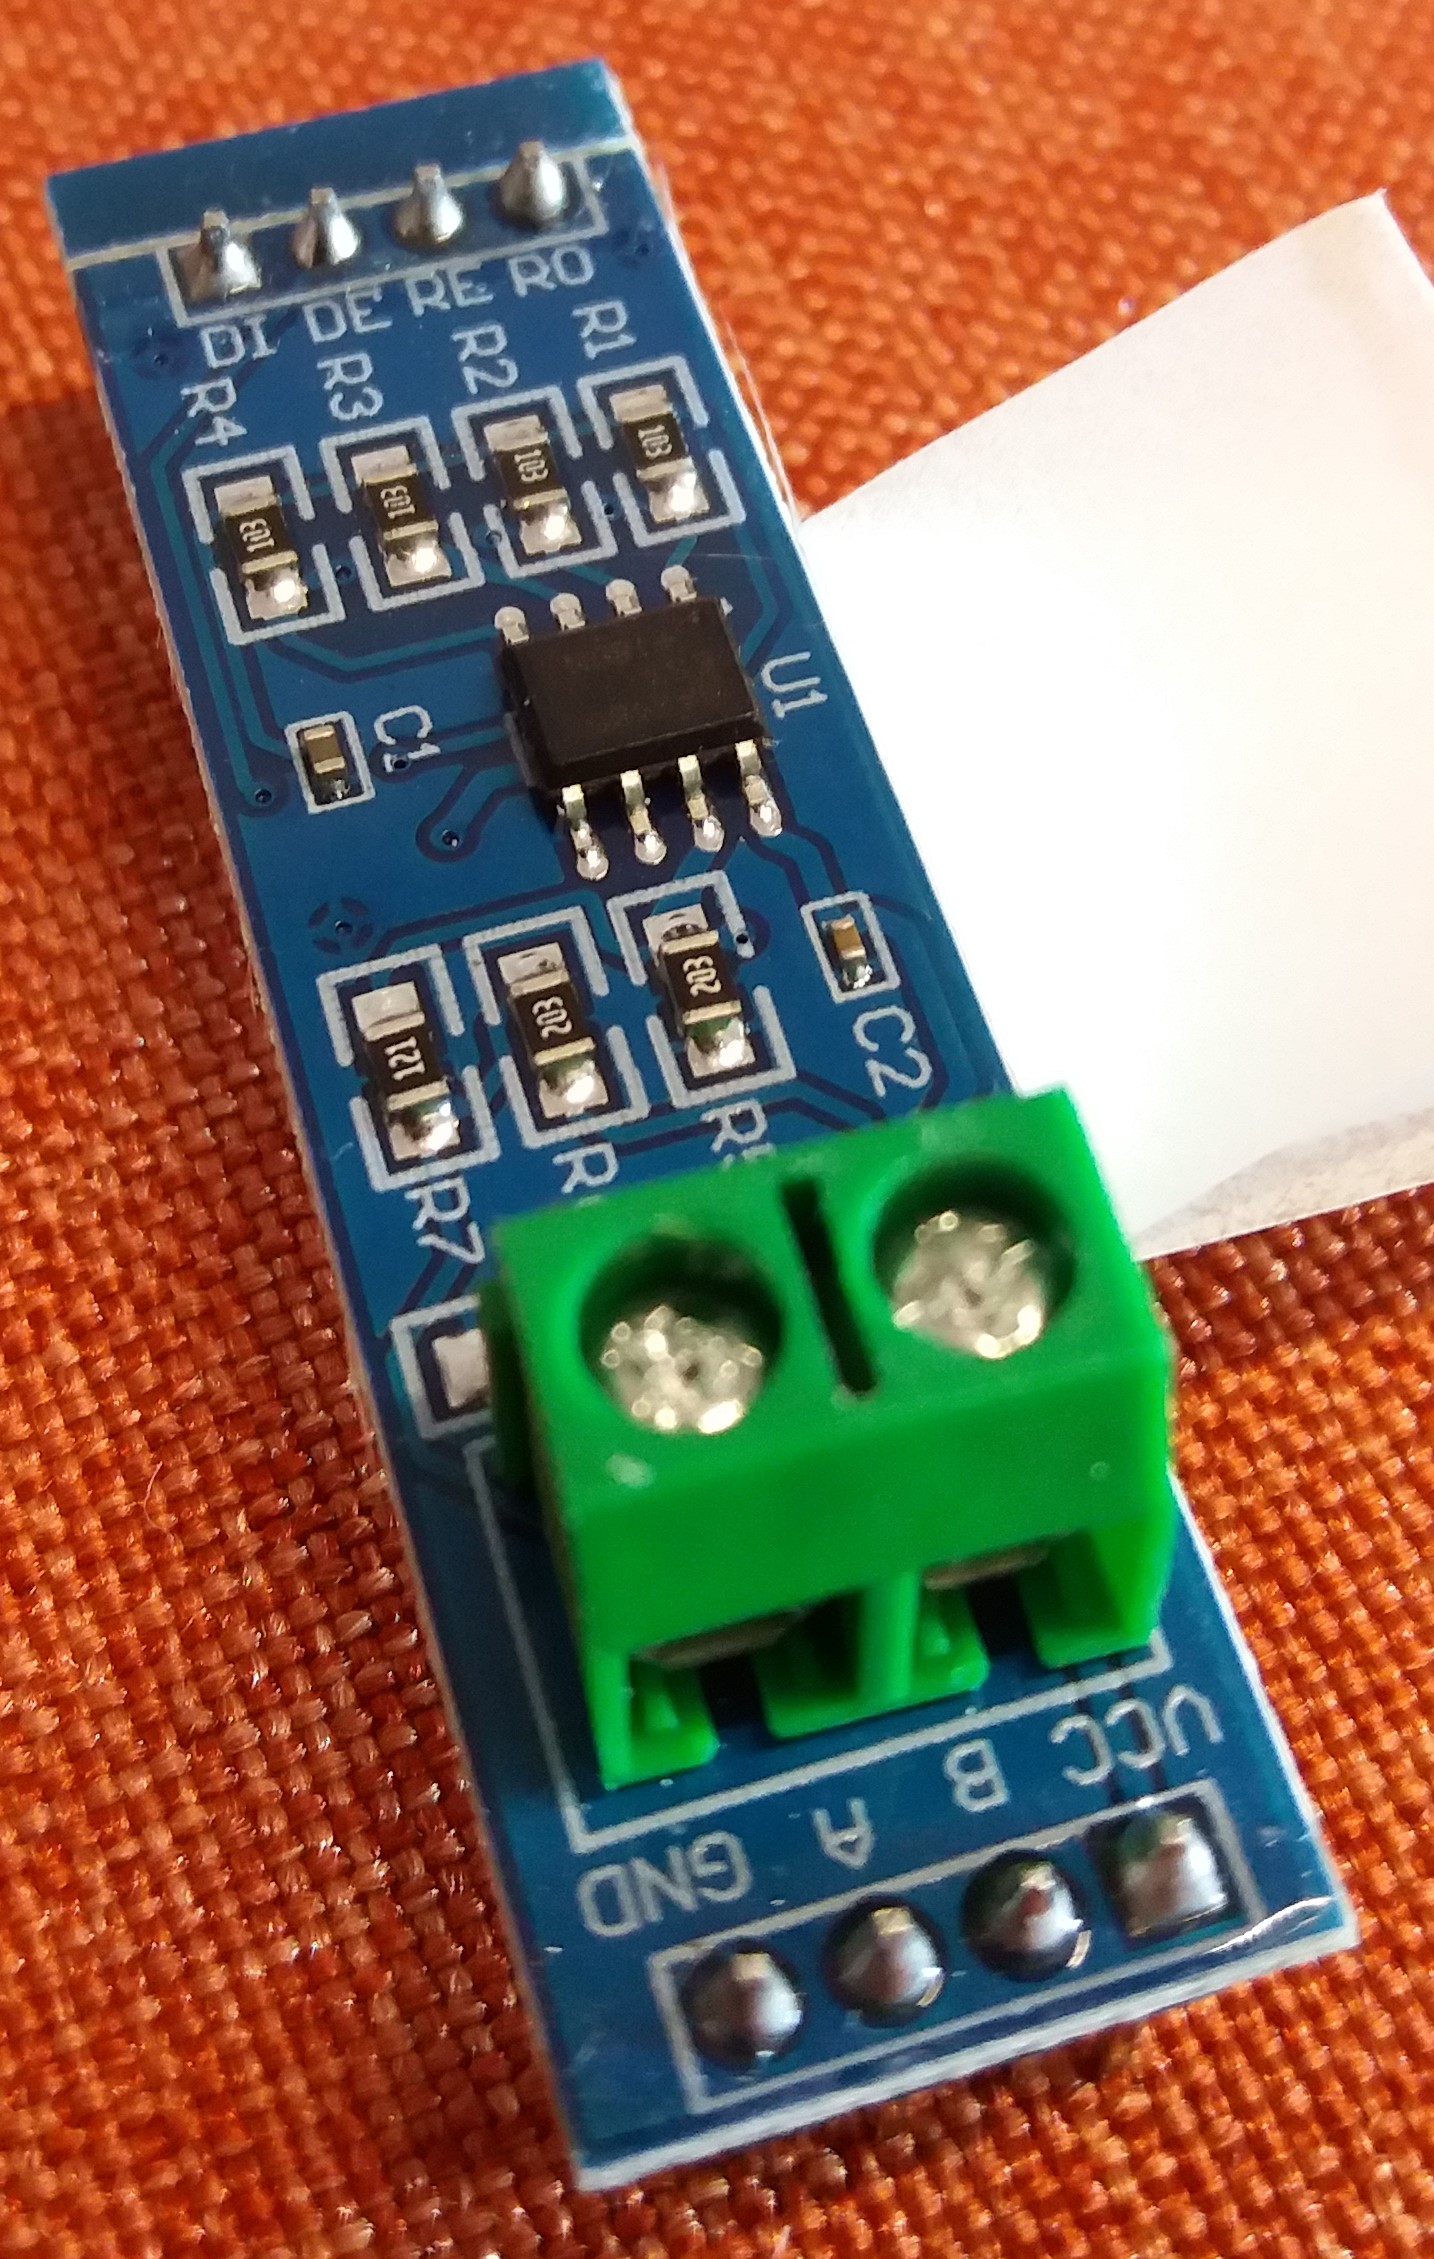 DI DE RE RO
R4 R3 R2 R1
103 103 103 103
U1
C1
121 203 203
C2
R7
VCC
B
A
GND